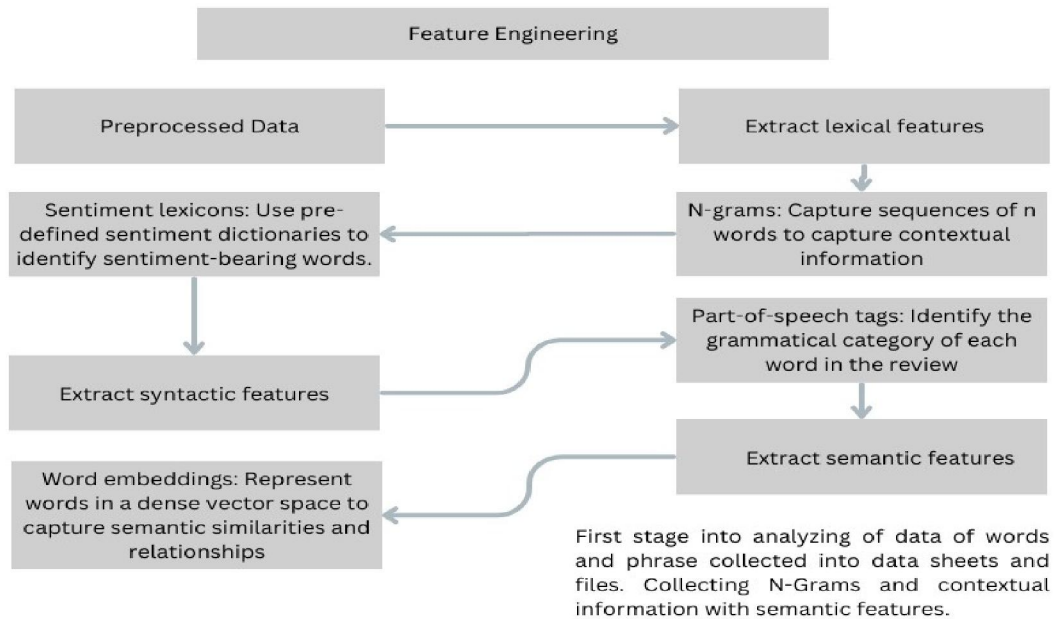 Feature Engineering
Preprocessed Data
Extract lexical features
N-grams: Capture sequences of n
words to capture contextual
information
Sentiment lexicons: Use pre-
defined sentiment dictionaries to
identify sentiment-bearing words.
Extract syntactic features
Part-of-speech tags: Identify the
grammatical category of each
word in the review
Extract semantic features
Word embeddings: Represent
words in a dense vector space to
capture semantic similarities and
relationships
First stage into analyzing of data of words
and phrase collected into data sheets and
files. Collecting N-Grams and contextual
information with semantic features.